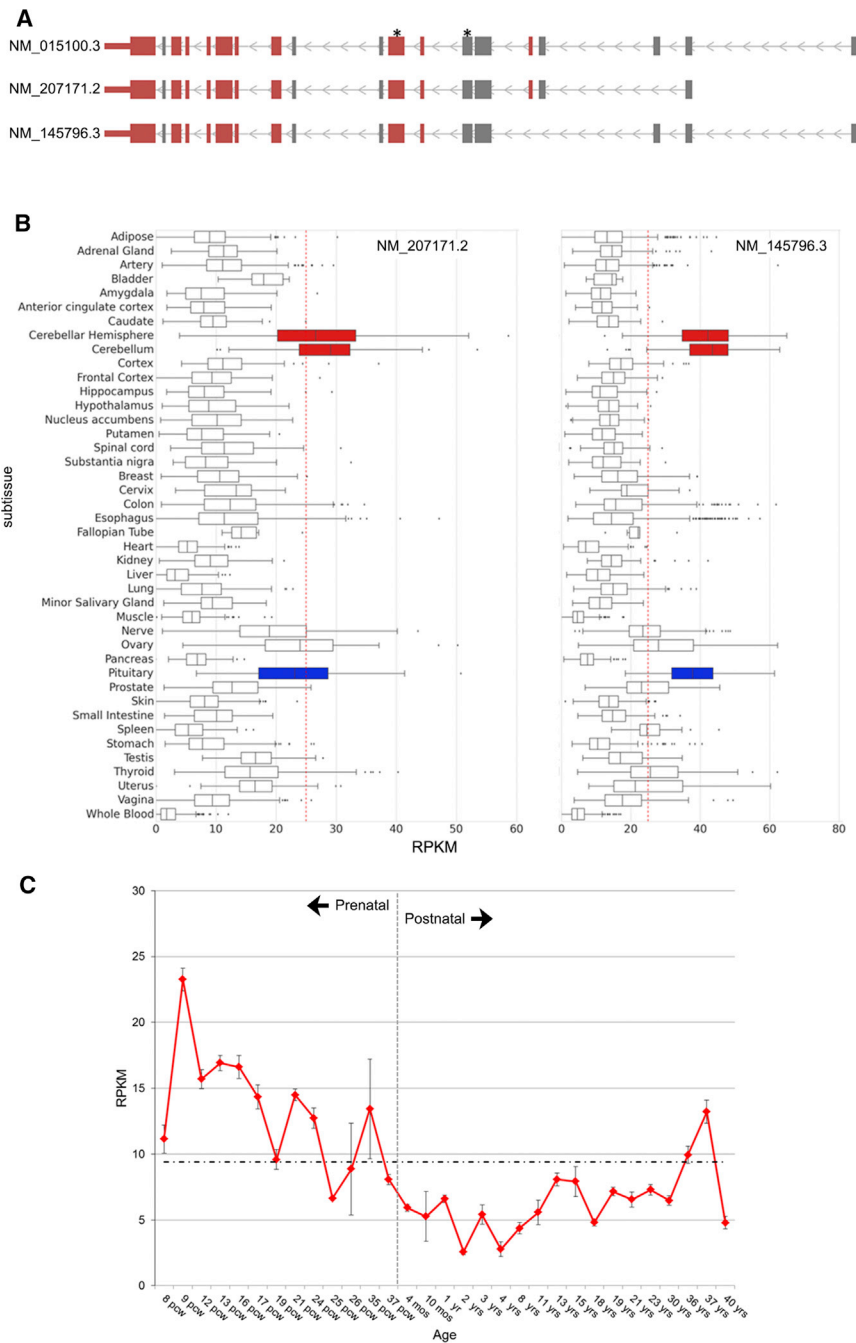 A
* *
NM_015100.3
NM_207171.2
NM_145796.3
B
NM_207171.2
NM_145796.3
subtissue
Adipose
Adrenal Gland
Artery
Bladder
Amygdala
Anterior cingulate cortex
Caudate
Cerebellar Hemisphere
Cerebellum
Cortex
Frontal Cortex
Hippocampus
Hypothalamus
Nucleus accumbens
Putamen
Spinal cord
Substantia nigra
Breast
Cervix
Colon
Esophagus
Fallopian Tube
Heart
Kidney
Liver
Lung
Minor Salivary Gland
Muscle
Nerve
Ovary
Pancreas
Pituitary
Prostate
Skin
Small Intestine
Spleen
Stomach
Testis
Thyroid
Uterus
Vagina
Whole Blood
0 10 20 30 40 50 60
0 20 40 60 80
RPKM
C
Prenatal
Postnatal
RPKM
30
25
20
15
10
5
0
8 pcw
9 pcw
12 pcw
13 pcw
16 pcw
17 pcw
19 pcw
21 pcw
24 pcw
25 pcw
26 pcw
35 pcw
37 pcw
4 mos
10 mos
1 yr
2 yrs
3 yrs
4 yrs
8 yrs
11 yrs
13 yrs
15 yrs
18 yrs
19 yrs
21 yrs
23 yrs
30 yrs
36 yrs
37 yrs
40 yrs
Age